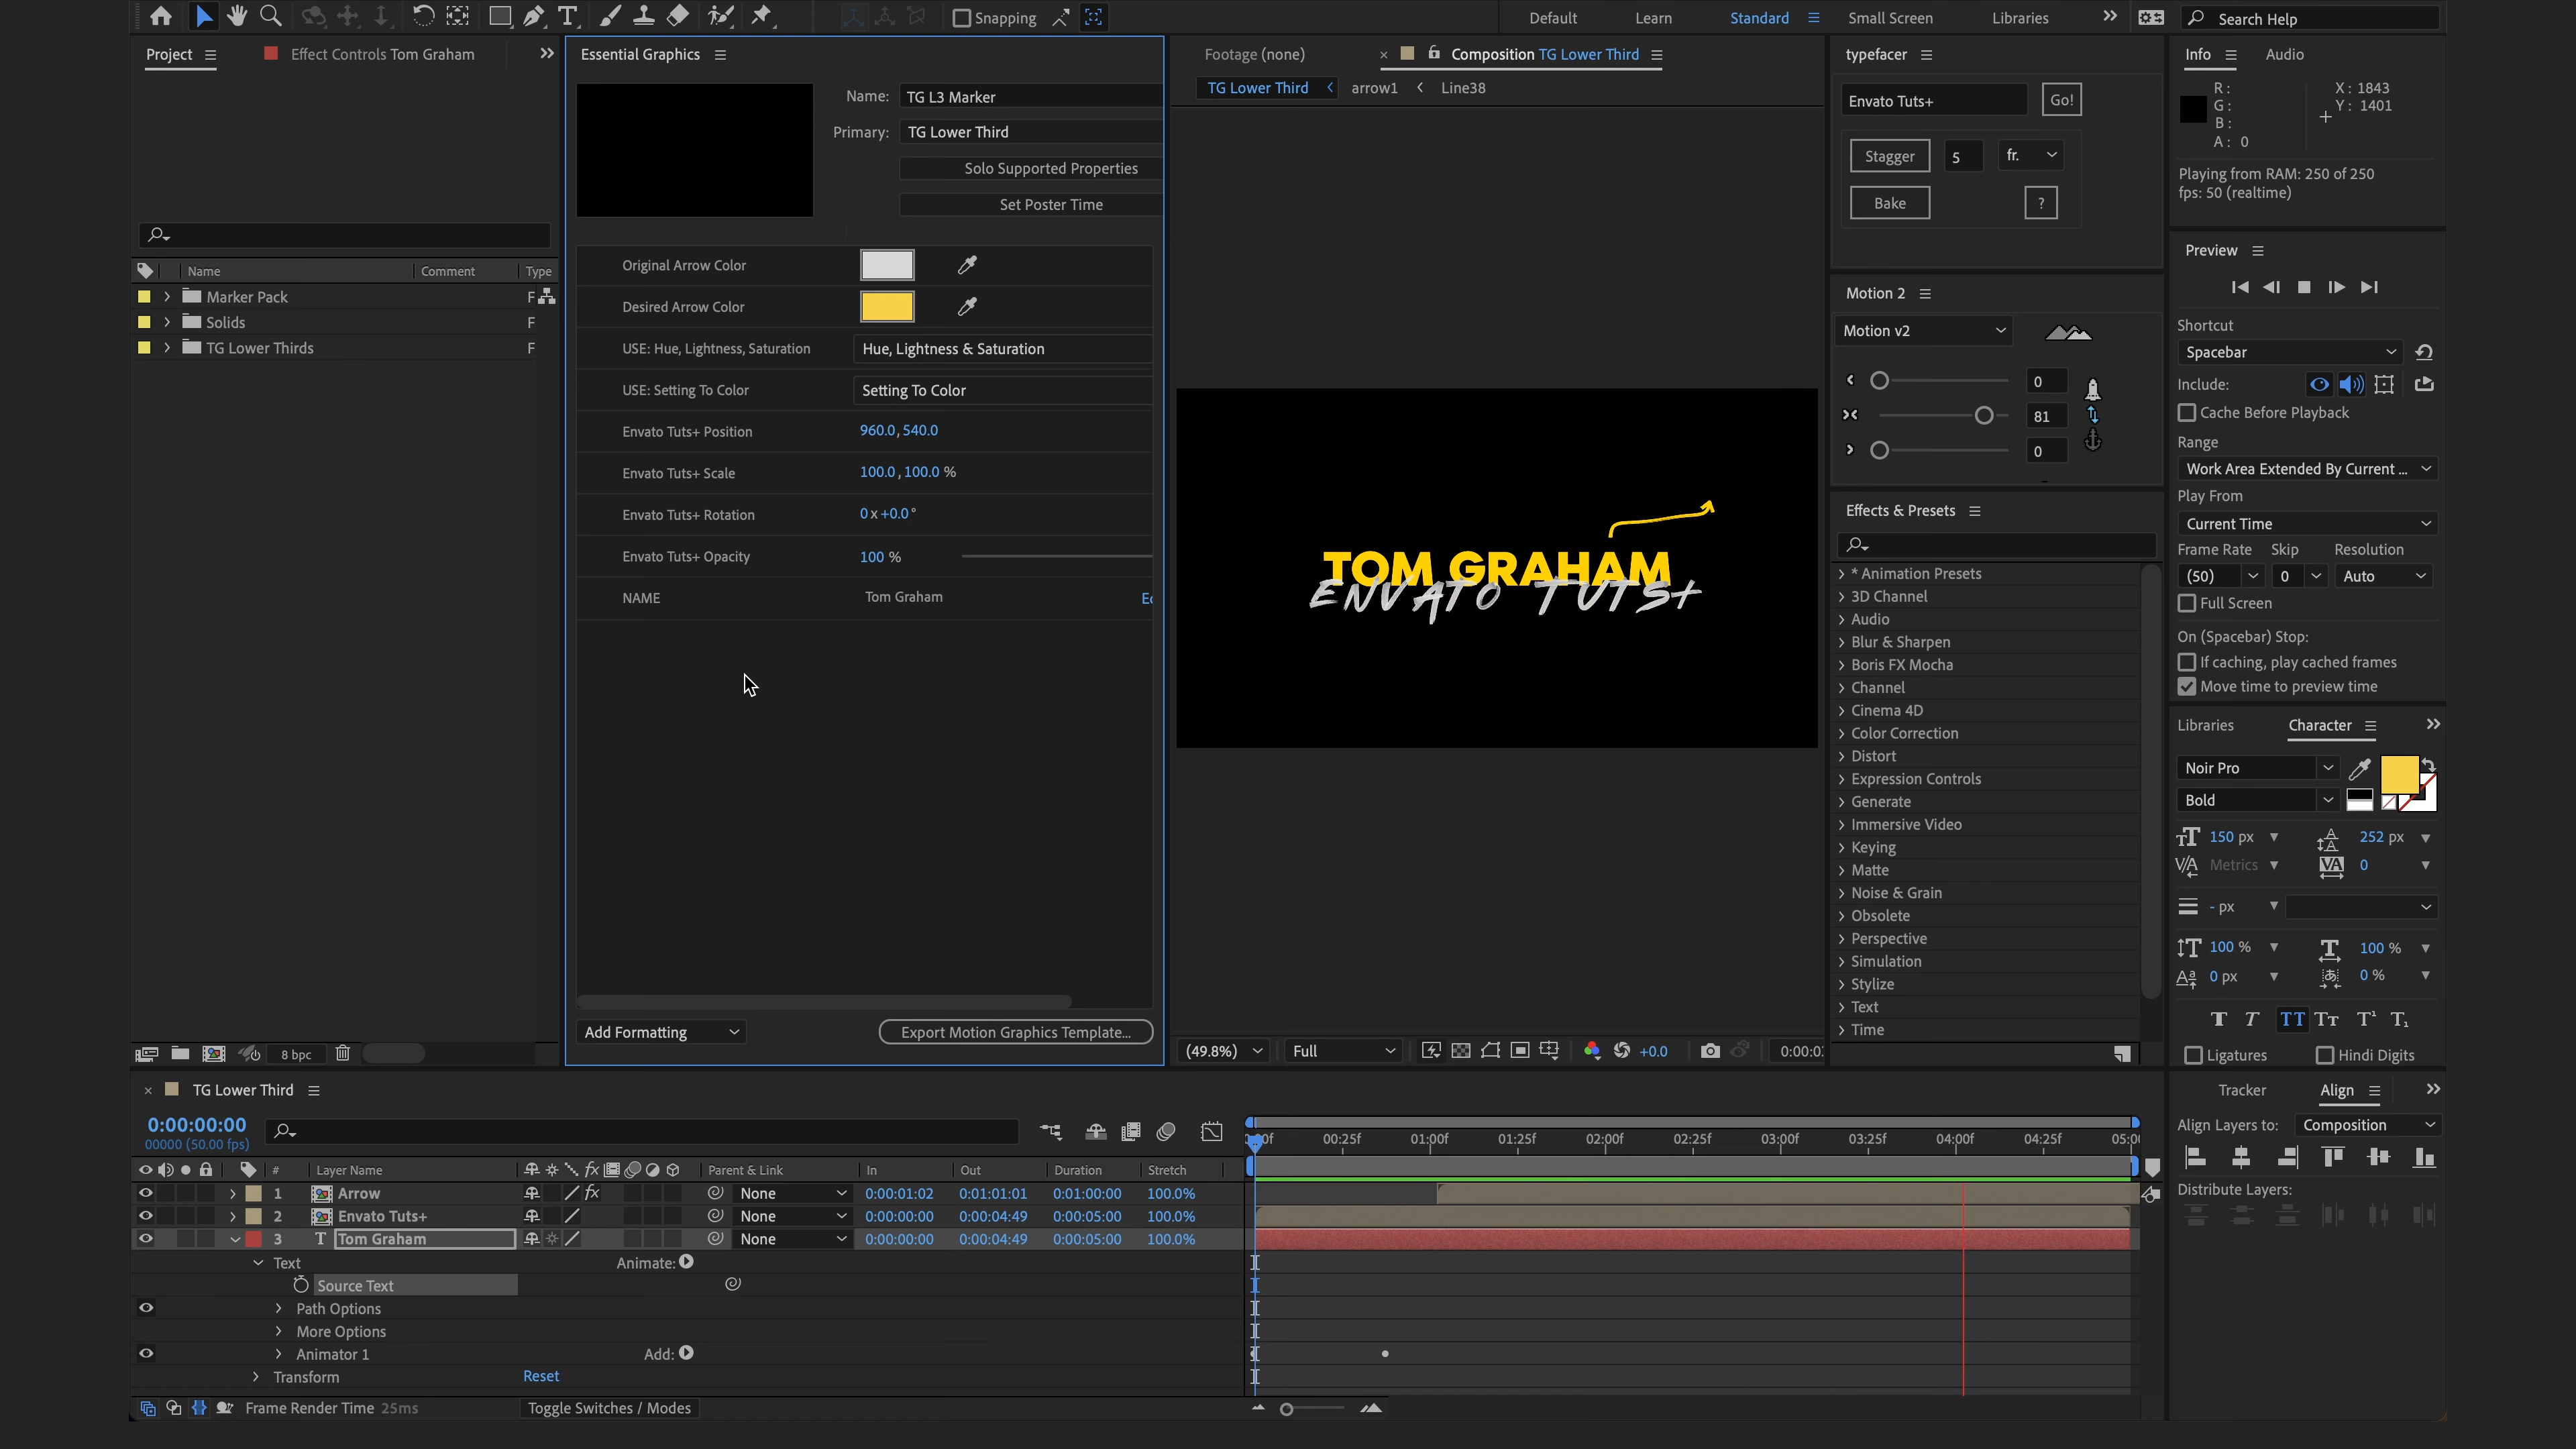 Snapping
Default
Learn
Standard
Small Screen
Libraries
Search Help
Project
Effect Controls Tom Graham
Name
Comment
Type
Marker Pack
F
Solids
F
TG Lower Thirds
F
8 bpc
Essential Graphics
Name:
TG L3 Marker
Primary:
TG Lower Third
Solo Supported Properties
Set Poster Time
Original Arrow Color
Desired Arrow Color
USE: Hue, Lightness, Saturation
Hue, Lightness & Saturation
USE: Setting To Color
Setting To Color
Envato Tuts+ Position
960.0, 540.0
Envato Tuts+ Scale
100.0, 100.0 %
Envato Tuts+ Rotation
0 x +0.0 °
Envato Tuts+ Opacity
100 %
NAME
Tom Graham
Add Formatting
Export Motion Graphics Template...
Footage (none)
Composition TG Lower Third
TG Lower Third
arrow1
Line38
TOM GRAHAM
ENVATO TUTS+
(49.8%)
Full
+0.0
typefacer
Envato Tuts+
Go!
Stagger
5
fr.
Bake
?
Motion 2
Motion v2
0
81
0
Effects & Presets
* Animation Presets
3D Channel
Audio
Blur & Sharpen
Boris FX Mocha
Channel
Cinema 4D
Color Correction
Distort
Expression Controls
Generate
Immersive Video
Keying
Matte
Noise & Grain
Obsolete
Perspective
Simulation
Stylize
Text
Time
Info
Audio
R :
G :
B :
A : 0
X : 1843
Y : 1401
Playing from RAM: 250 of 250
fps: 50 (realtime)
Preview
Shortcut
Spacebar
Include:
Cache Before Playback
Range
Work Area Extended By Current ...
Play From
Current Time
Frame Rate
Skip
Resolution
(50)
0
Auto
Full Screen
On (Spacebar) Stop:
If caching, play cached frames
Move time to preview time
Libraries
Character
Noir Pro
Bold
150 px
252 px
Metrics
0
- px
100 %
100 %
0 px
0 %
Ligatures
Hindi Digits
Tracker
Align
Align Layers to:
Composition
Distribute Layers:
TG Lower Third
0:00:00:00
00000 (50.00 fps)
#
Layer Name
Parent & Link
In
Out
Duration
Stretch
1
Arrow
None
0:00:01:02
0:01:01:01
0:01:00:00
100.0%
2
Envato Tuts+
None
0:00:00:00
0:00:04:49
0:00:05:00
100.0%
3
Tom Graham
None
0:00:00:00
0:00:04:49
0:00:05:00
100.0%
Text
Animate:
Source Text
Path Options
More Options
Animator 1
Add:
Transform
Reset
Frame Render Time 25ms
Toggle Switches / Modes
00:25f
01:00f
01:25f
02:00f
02:25f
03:00f
03:25f
04:00f
04:25f